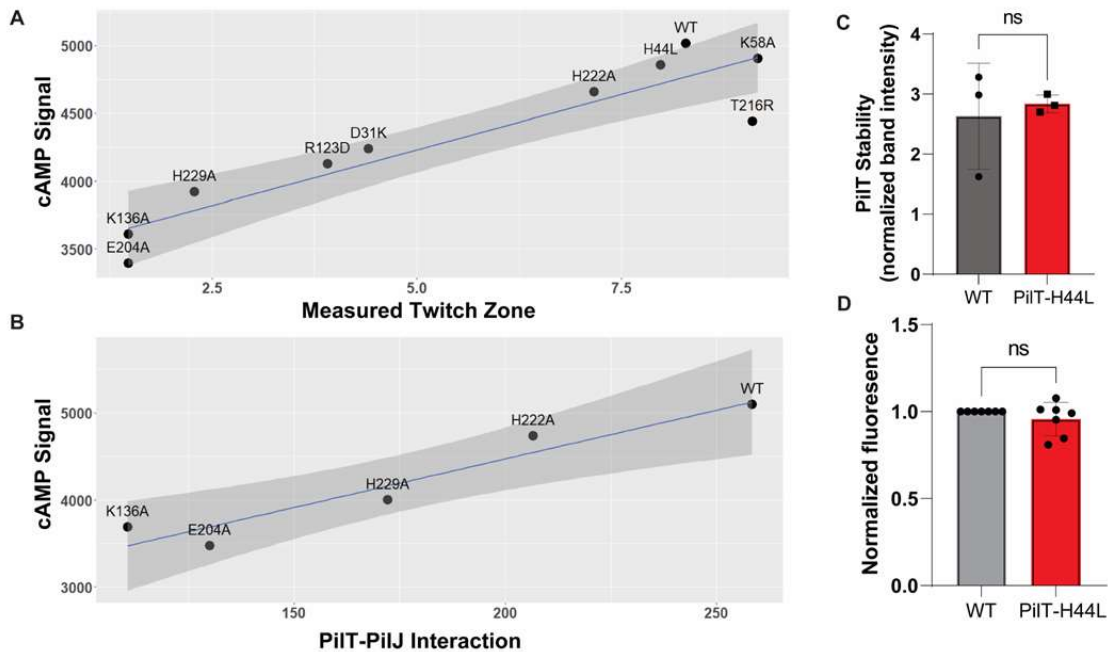 A
cAMP Signal
5000
4500
4000
3500
WT
K58A
H44L
H222A
T216R
D31K
R123D
H229A
K136A
E204A
2.5 5.0 7.5
Measured Twitch Zone
B
cAMP Signal
5000
4000
3000
WT
H222A
H229A
K136A
E204A
150 200 250
PilT-PilJ Interaction
C
PilT Stability
(normalized band intensity)
ns
4
3
2
1
0
WT PilT-H44L
D
Normalized fluoresence
ns
1.5
1.0
0.5
0.0
WT PilT-H44L